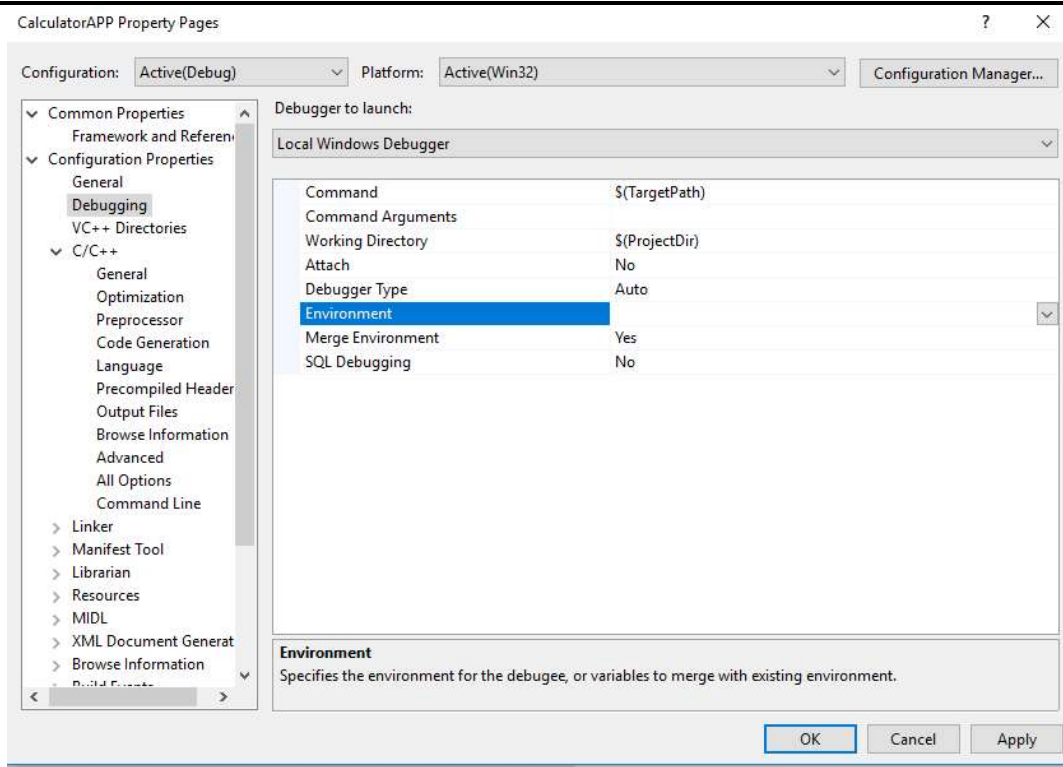 CalculatorAPP Property Pages ? ×
Configuration: Active(Debug) Platform: Active(Win32) Configuration Manager...
Common Properties
Framework and Referen
Configuration Properties
General
Debugging
VC++ Directories
C/C++
General
Optimization
Preprocessor
Code Generation
Language
Precompiled Header
Output Files
Browse Information
Advanced
All Options
Command Line
Linker
Manifest Tool
Librarian
Resources
MIDL
XML Document Generat
Browse Information
Debugger to launch:
Local Windows Debugger
Command $(TargetPath)
Command Arguments
Working Directory $(ProjectDir)
Attach No
Debugger Type Auto
Environment
Merge Environment Yes
SQL Debugging No
Environment
Specifies the environment for the debugee, or variables to merge with existing environment.
OK Cancel Apply